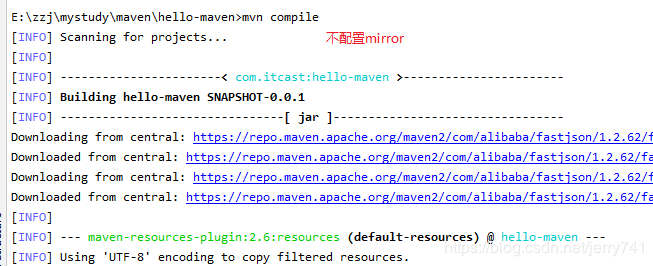 E:\zzj\mystudy\maven\hello-maven>mvn compile
[INFO] Scanning for projects... 不配置mirror
[INFO]
[INFO] -----------------------< com.itcast:hello-maven >-----------------------
[INFO] Building hello-maven SNAPSHOT-0.0.1
[INFO] --------------------------------[ jar ]---------------------------------
Downloading from central: https://repo.maven.apache.org/maven2/com/alibaba/fastjson/1.2.62/f
Downloaded from central: https://repo.maven.apache.org/maven2/com/alibaba/fastjson/1.2.62/fa
Downloading from central: https://repo.maven.apache.org/maven2/com/alibaba/fastjson/1.2.62/f
Downloaded from central: https://repo.maven.apache.org/maven2/com/alibaba/fastjson/1.2.62/fa
[INFO]
[INFO] --- maven-resources-plugin:2.6:resources (default-resources) @ hello-maven ---
[INFO] Using 'UTF-8' encoding to copy filtered resources.
https://blog.csdn.net/jerry741